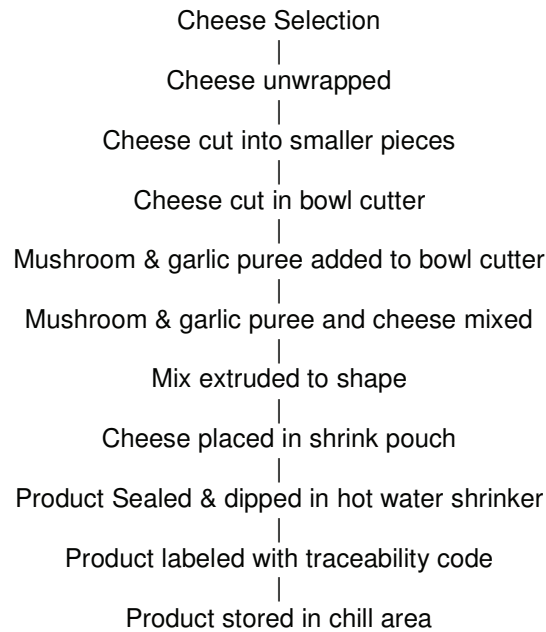 Cheese Selection
Cheese unwrapped
Cheese cut into smaller pieces
Cheese cut in bowl cutter
Mushroom & garlic puree added to bowl cutter
Mushroom & garlic puree and cheese mixed
Mix extruded to shape
Cheese placed in shrink pouch
Product Sealed & dipped in hot water shrinker
Product labeled with traceability code
Product stored in chill area